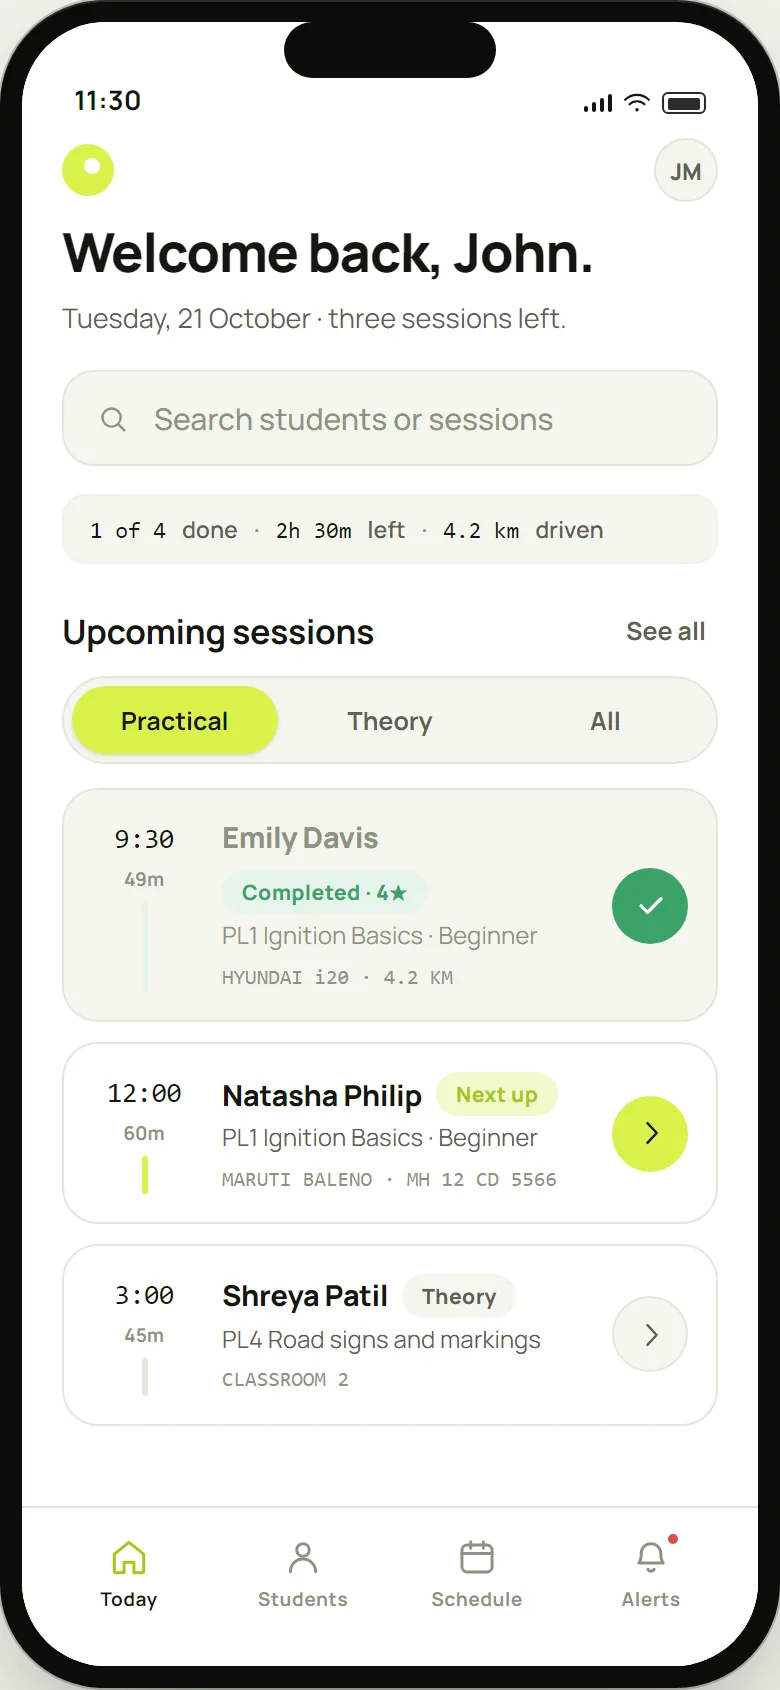 11:30
JM
Welcome back, John.
Tuesday, 21 October · three sessions left.
Search students or sessions
1 of 4 done · 2h 30m left · 4.2 km driven
Upcoming sessions See all
Practical Theory All
9:30 Emily Davis
49m Completed · 4★
PL1 Ignition Basics · Beginner
HYUNDAI i20 · 4.2 KM
12:00 Natasha Philip Next up
60m PL1 Ignition Basics · Beginner
MARUTI BALENO · MH 12 CD 5566
3:00 Shreya Patil Theory
45m PL4 Road signs and markings
CLASSROOM 2
Today Students Schedule Alerts